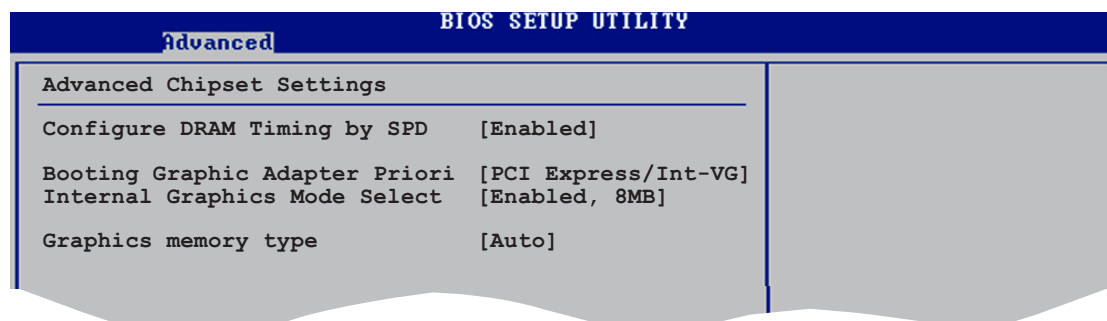 BIOS SETUP UTILITY
Advanced
Advanced Chipset Settings
Configure DRAM Timing by SPD [Enabled]
Booting Graphic Adapter Priori [PCI Express/Int-VG]
Internal Graphics Mode Select [Enabled, 8MB]
Graphics memory type [Auto]